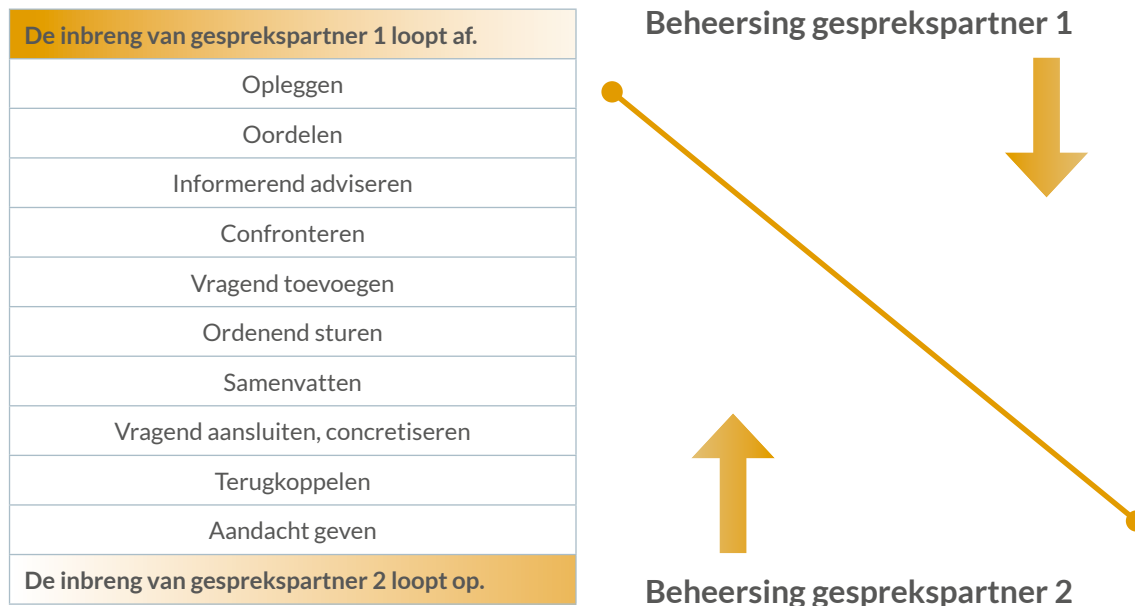 De inbreng van gesprekspartner 1 loopt af.
Opleggen
Oordelen
Informerend adviseren
Confronteren
Vragend toevoegen
Ordenend sturen
Samenvatten
Vragend aansluiten, concretiseren
Terugkoppelen
Aandacht geven
De inbreng van gesprekspartner 2 loopt op.
Beheersing gesprekspartner 1
Beheersing gesprekspartner 2